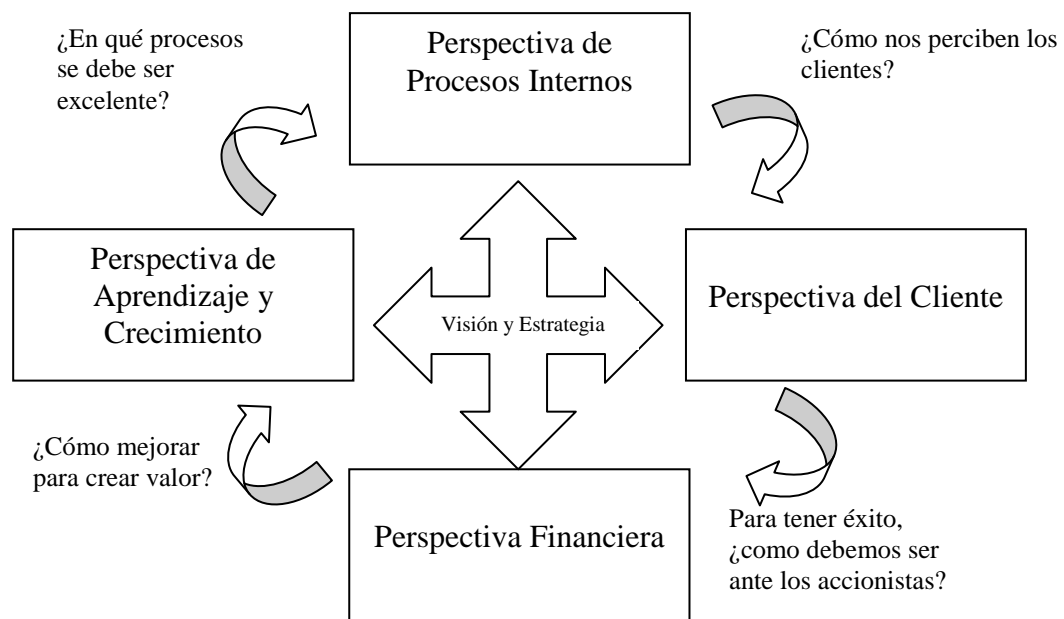 ¿En qué procesos
se debe ser
excelente?
Perspectiva de
Procesos Internos
¿Cómo nos perciben los
clientes?
Perspectiva de
Aprendizaje y
Crecimiento
Visión y Estrategia
Perspectiva del Cliente
¿Cómo mejorar
para crear valor?
Perspectiva Financiera
Para tener éxito,
¿como debemos ser
ante los accionistas?